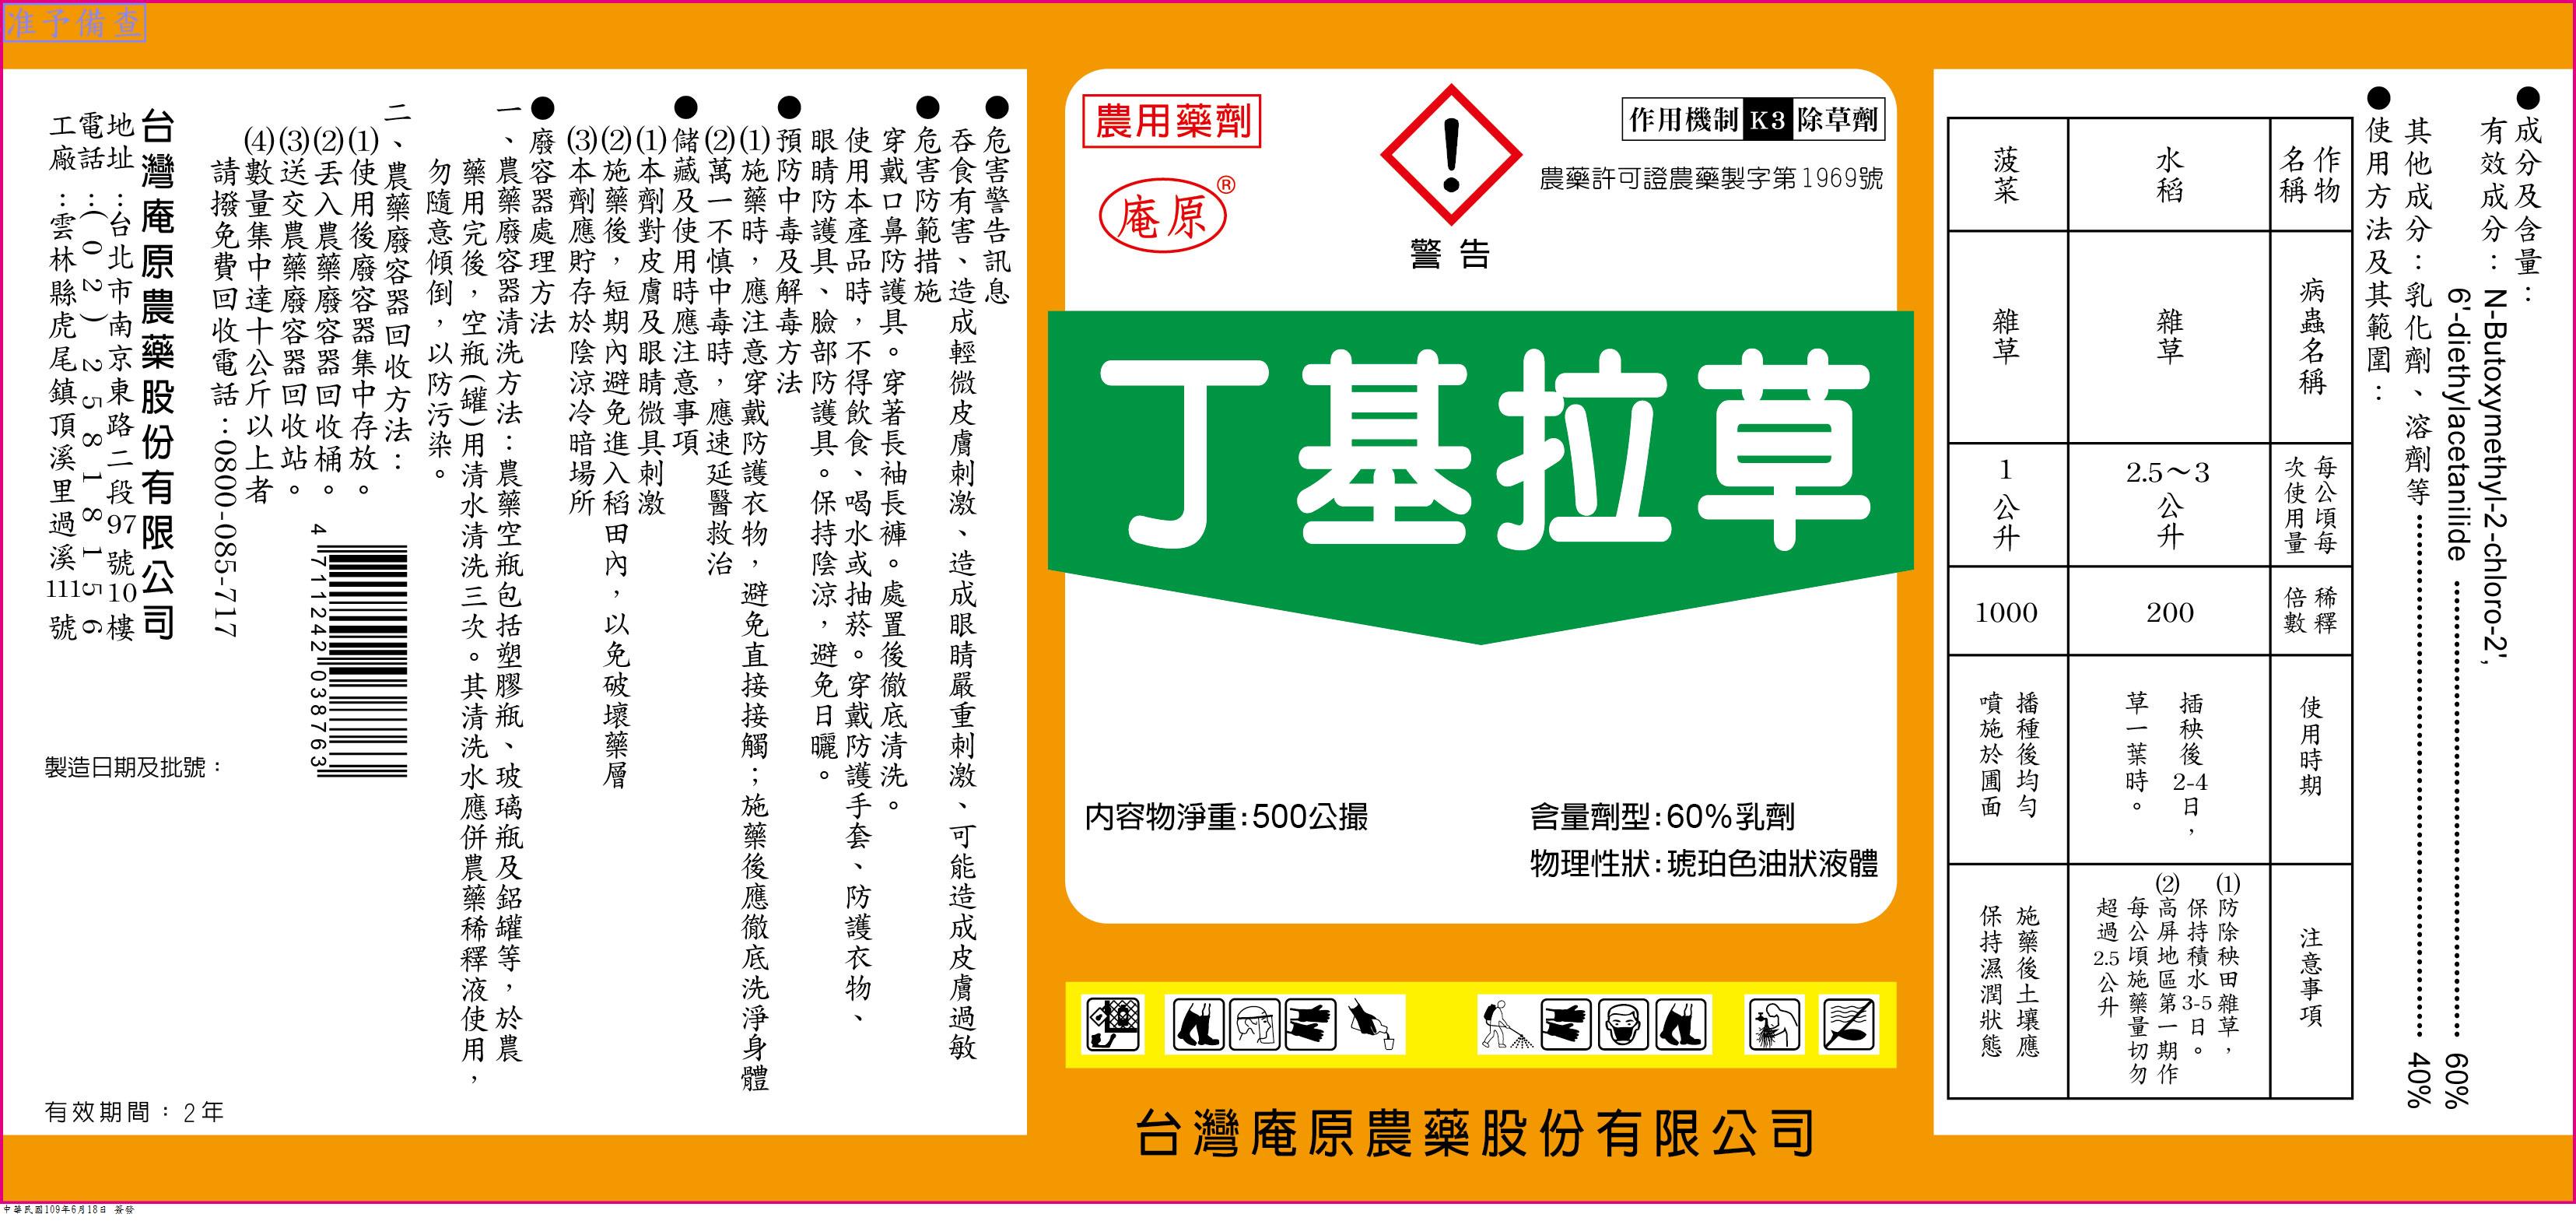 准予備查
●成分及含量：
有效成分：N-Butoxymethyl-2-chloro-2',
6'-diethylacetanilide 60%
其他成分：乳化劑、溶劑等 40%
●使用方法及其範圍：
作物名稱 病蟲名稱 每公頃每次使用量 稀釋倍數 使用時期 注意事項
水稻 雜草 2.5～3公升 200 插秧後2-4日，草一葉時。 (1)防除秧田雜草，保持積水3-5日。 (2)高屏地區第一期作每公頃施藥量切勿超過2.5公升
菠菜 雜草 1公升 1000 播種後均勻噴施於圃面 施藥後土壤應保持濕潤狀態
農用藥劑
庵原®
警告
作用機制 K3 除草劑
農藥許可證農藥製字第1969號
丁基拉草
內容物淨重:500公撮
含量劑型:60%乳劑
物理性狀:琥珀色油狀液體
台灣庵原農藥股份有限公司
●危害警告訊息
吞食有害、造成輕微皮膚刺激、造成眼睛嚴重刺激、可能造成皮膚過敏
●危害防範措施
穿戴口鼻防護具。穿著長袖長褲。處置後徹底清洗。
使用本產品時，不得飲食、喝水或抽菸。穿戴防護手套、防護衣物、
眼睛防護具、臉部防護具。保持陰涼，避免日曬。
●預防中毒及解毒方法
(1)施藥時，應注意穿戴防護衣物，避免直接接觸；施藥後應徹底洗淨身體
(2)萬一不慎中毒時，應速延醫救治
●儲藏及使用時應注意事項
(1)本劑對皮膚及眼睛微具刺激
(2)施藥後，短期內避免進入稻田內，以免破壞藥層
(3)本劑應貯存於陰涼冷暗場所
●廢容器處理方法
一、農藥廢容器清洗方法：農藥空瓶包括塑膠瓶、玻璃瓶及鋁罐等，於農
藥用完後，空瓶(罐)用清水清洗三次。其清洗水應併農藥稀釋液使用，
勿隨意傾倒，以防污染。
二、農藥廢容器回收方法：
(1)使用後廢容器集中存放。
(2)丟入農藥廢容器回收桶。
(3)送交農藥廢容器回收站。
(4)數量集中達十公斤以上者
請撥免費回收電話：0800-085-717
4 711242 038763
台灣庵原農藥股份有限公司
地址：台北市南京東路二段97號10樓
電話：(02)25818156
工廠：雲林縣虎尾鎮頂溪里過溪111號
製造日期及批號：
有效期間：2年
中華民國109年6月18日 簽發